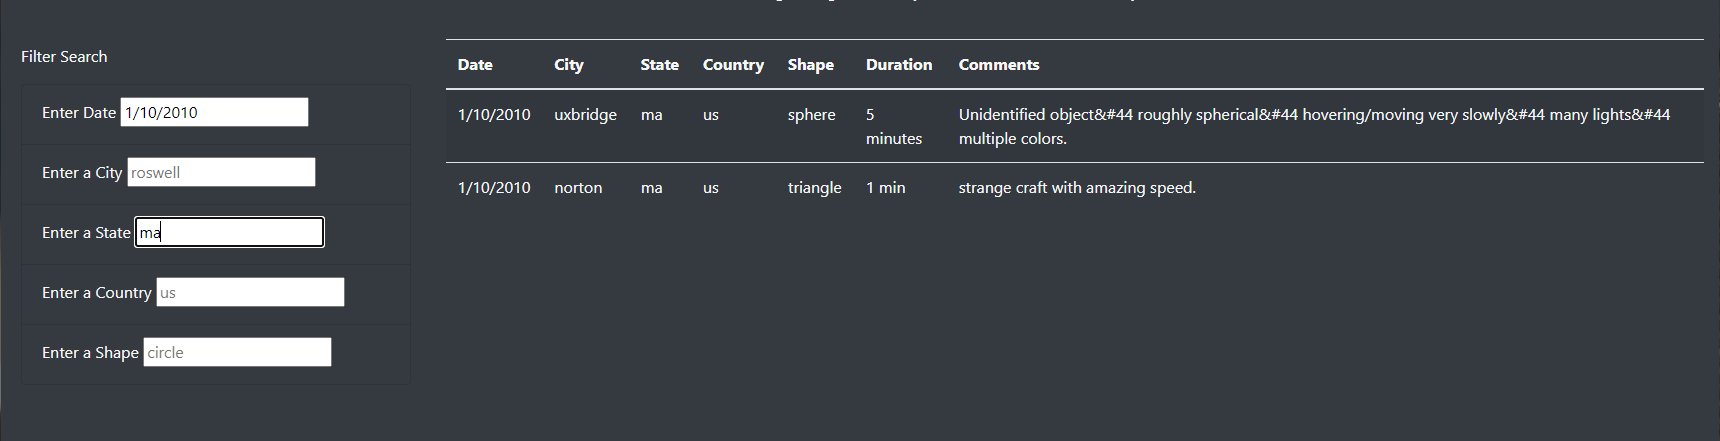 Filter Search
Enter Date 1/10/2010
Enter a City roswell
Enter a State ma
Enter a Country us
Enter a Shape circle
Date City State Country Shape Duration Comments
1/10/2010 uxbridge ma us sphere 5 minutes Unidentified object&#44 roughly spherical&#44 hovering/moving very slowly&#44 many lights&#44
multiple colors.
1/10/2010 norton ma us triangle 1 min strange craft with amazing speed.